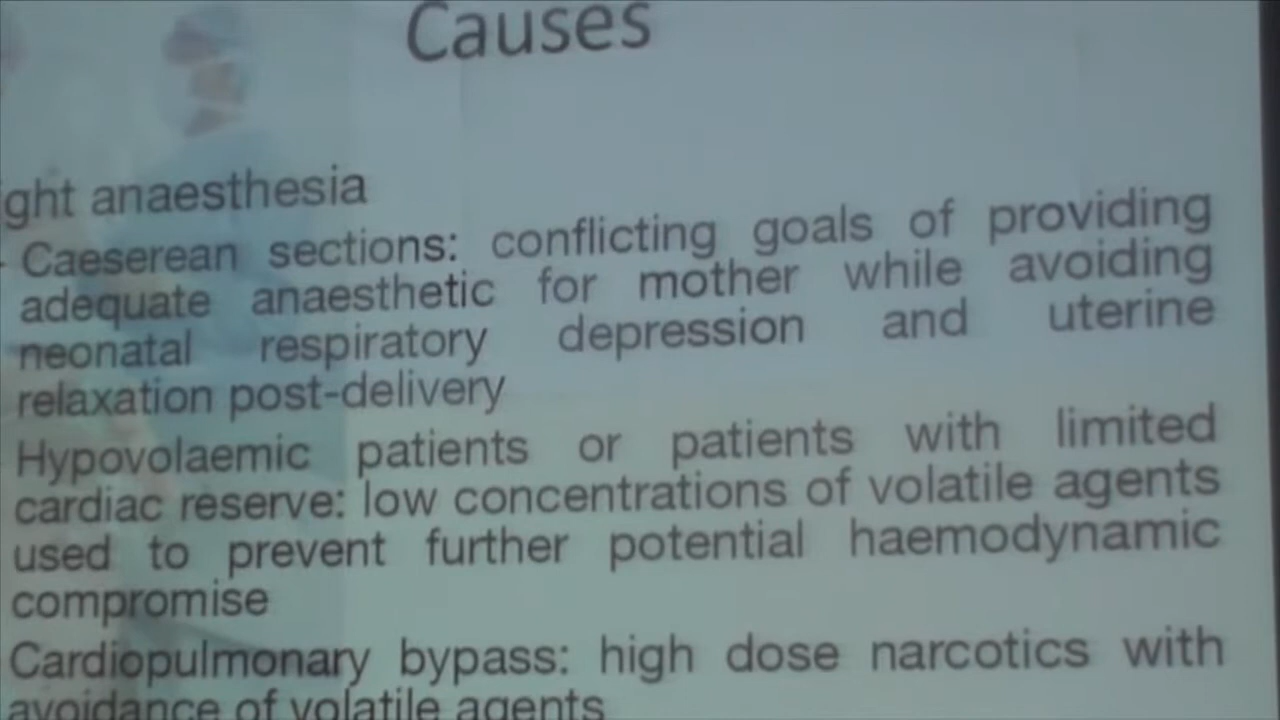 Causes
ght anaesthesia
- Caeserean sections: conflicting goals of providing
adequate anaesthetic for mother while avoiding
neonatal respiratory depression and uterine
relaxation post-delivery
Hypovolaemic patients or patients with limited
cardiac reserve: low concentrations of volatile agents
used to prevent further potential haemodynamic
compromise
Cardiopulmonary bypass: high dose narcotics with
avoidance of volatile agents